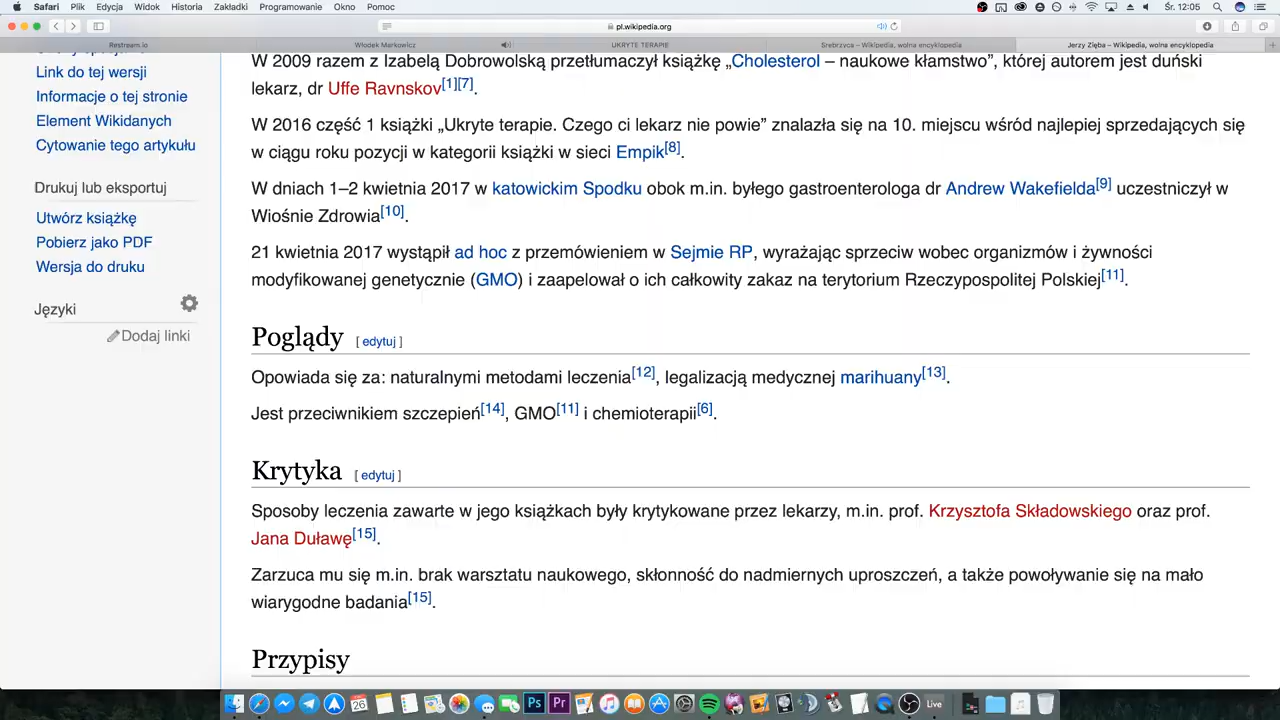 Safari Plik Edycja Widok Historia Zakładki Programowanie Okno Pomoc Śr. 12:05
pl.wikipedia.org
Restream.io Włodek Markowicz UKRYTE TERAPIE Srebrzyca – Wikipedia, wolna encyklopedia Jerzy Zięba – Wikipedia, wolna encyklopedia
Link do tej wersji
Informacje o tej stronie
Element Wikidanych
Cytowanie tego artykułu
Drukuj lub eksportuj
Utwórz książkę
Pobierz jako PDF
Wersja do druku
Języki
Dodaj linki
W 2009 razem z Izabelą Dobrowolską przetłumaczył książkę „Cholesterol – naukowe kłamstwo”, której autorem jest duński
lekarz, dr Uffe Ravnskov[1][7].
W 2016 część 1 książki „Ukryte terapie. Czego ci lekarz nie powie” znalazła się na 10. miejscu wśród najlepiej sprzedających się
w ciągu roku pozycji w kategorii książki w sieci Empik[8].
W dniach 1–2 kwietnia 2017 w katowickim Spodku obok m.in. byłego gastroenterologa dr Andrew Wakefielda[9] uczestniczył w
Wiośnie Zdrowia[10].
21 kwietnia 2017 wystąpił ad hoc z przemówieniem w Sejmie RP, wyrażając sprzeciw wobec organizmów i żywności
modyfikowanej genetycznie (GMO) i zaapelował o ich całkowity zakaz na terytorium Rzeczypospolitej Polskiej[11].
Poglądy [ edytuj ]
Opowiada się za: naturalnymi metodami leczenia[12], legalizacją medycznej marihuany[13].
Jest przeciwnikiem szczepień[14], GMO[11] i chemioterapii[6].
Krytyka [ edytuj ]
Sposoby leczenia zawarte w jego książkach były krytykowane przez lekarzy, m.in. prof. Krzysztofa Składowskiego oraz prof.
Jana Duławę[15].
Zarzuca mu się m.in. brak warsztatu naukowego, skłonność do nadmiernych uproszczeń, a także powoływanie się na mało
wiarygodne badania[15].
Przypisy
26 Ps Pr Live